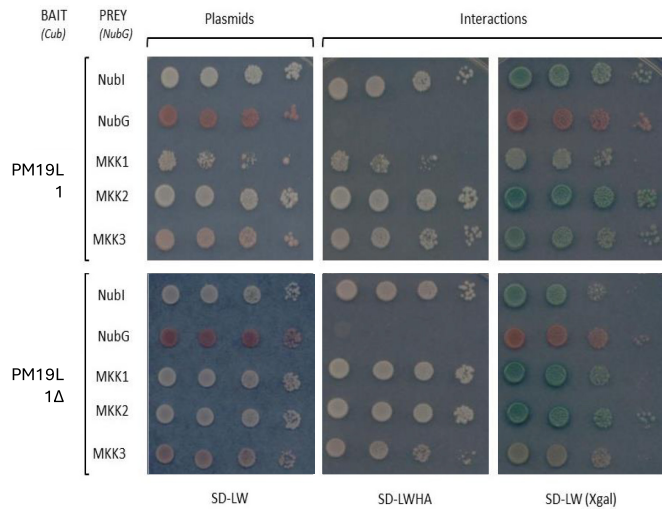 BAIT
(Cub)
PREY
(NubG)
Plasmids
Interactions
PM19L
1
NubI
NubG
MKK1
MKK2
MKK3
PM19L
1Δ
NubI
NubG
MKK1
MKK2
MKK3
SD-LW
SD-LWHA
SD-LW (Xgal)